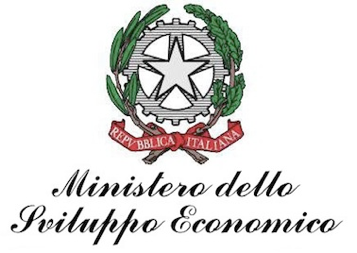 REPVBBLICA ITALIANA
Ministero dello
Sviluppo Economico